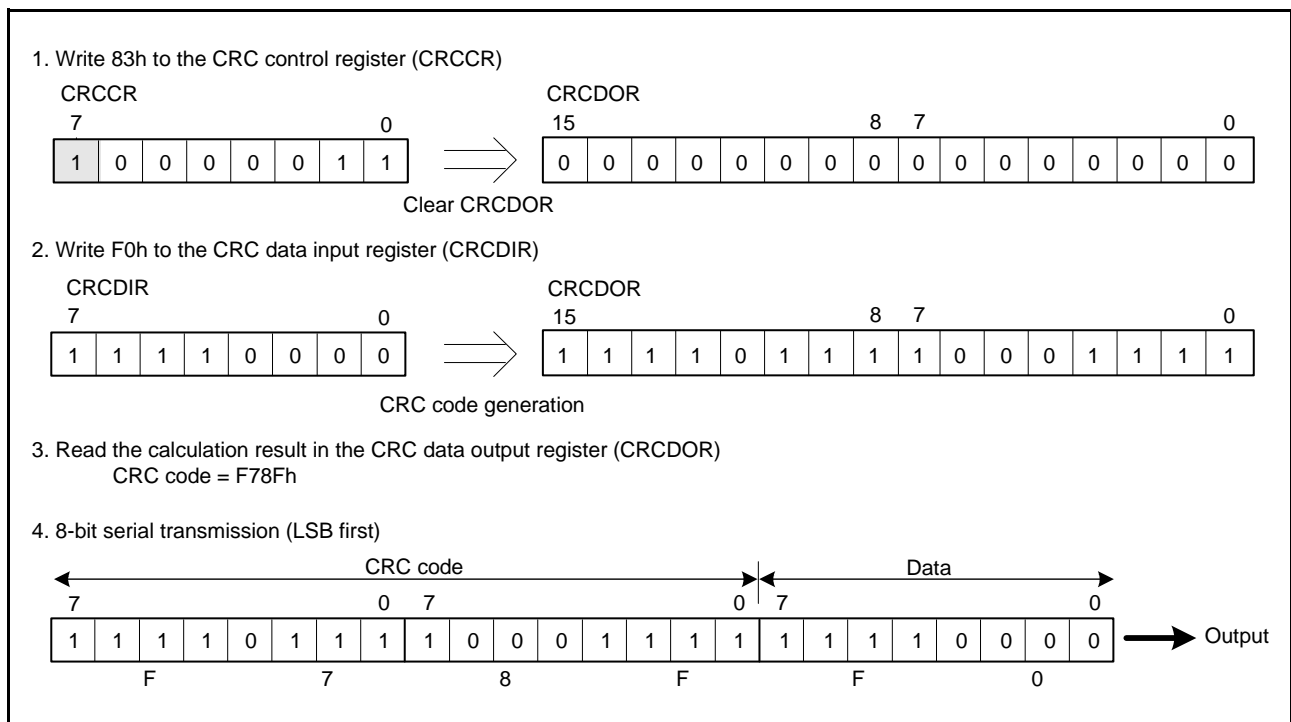 1. Write 83h to the CRC control register (CRCCR)
CRCCR CRCDOR
7 0 15 8 7 0
1 0 0 0 0 0 1 1 0 0 0 0 0 0 0 0 0 0 0 0 0 0 0 0
Clear CRCDOR
2. Write F0h to the CRC data input register (CRCDIR)
CRCDIR CRCDOR
7 0 15 8 7 0
1 1 1 1 0 0 0 0 1 1 1 1 0 1 1 1 1 0 0 0 1 1 1 1
CRC code generation
3. Read the calculation result in the CRC data output register (CRCDOR)
CRC code = F78Fh
4. 8-bit serial transmission (LSB first)
CRC code Data
7 0 7 0 7 0
1 1 1 1 0 1 1 1 1 0 0 0 1 1 1 1 1 1 1 1 0 0 0 0 Output
F 7 8 F F 0